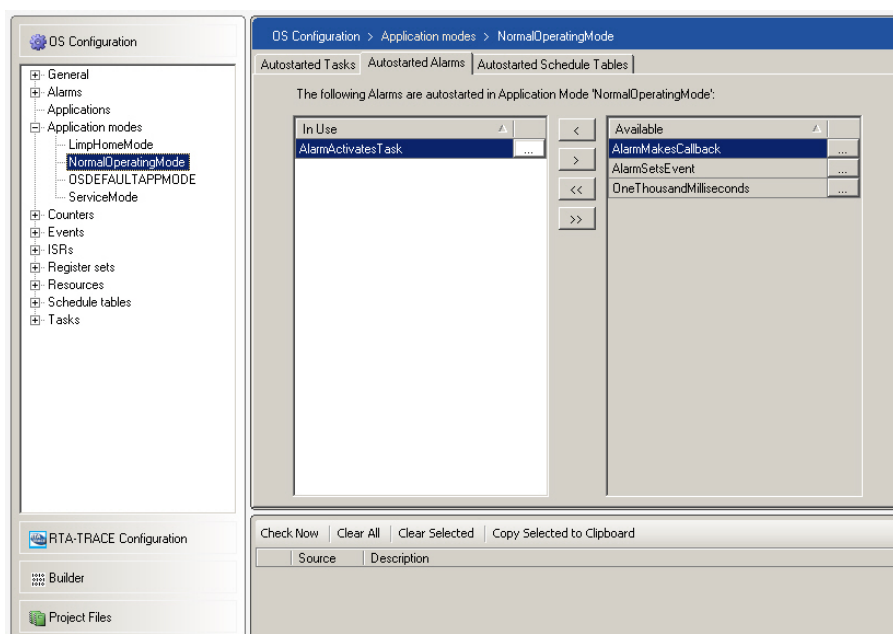 OS Configuration
General
Alarms
Applications
Application modes
LimpHomeMode
NormalOperatingMode
OSDEFAULTAPPMODE
ServiceMode
Counters
Events
ISRs
Register sets
Resources
Schedule tables
Tasks
RTA-TRACE Configuration
Builder
Project Files
OS Configuration > Application modes > NormalOperatingMode
Autostarted Tasks Autostarted Alarms Autostarted Schedule Tables
The following Alarms are autostarted in Application Mode 'NormalOperatingMode':
In Use
AlarmActivatesTask ...
<
>
<<
>>
Available
AlarmMakesCallback ...
AlarmSetsEvent ...
OneThousandMilliseconds ...
Check Now Clear All Clear Selected Copy Selected to Clipboard
Source Description